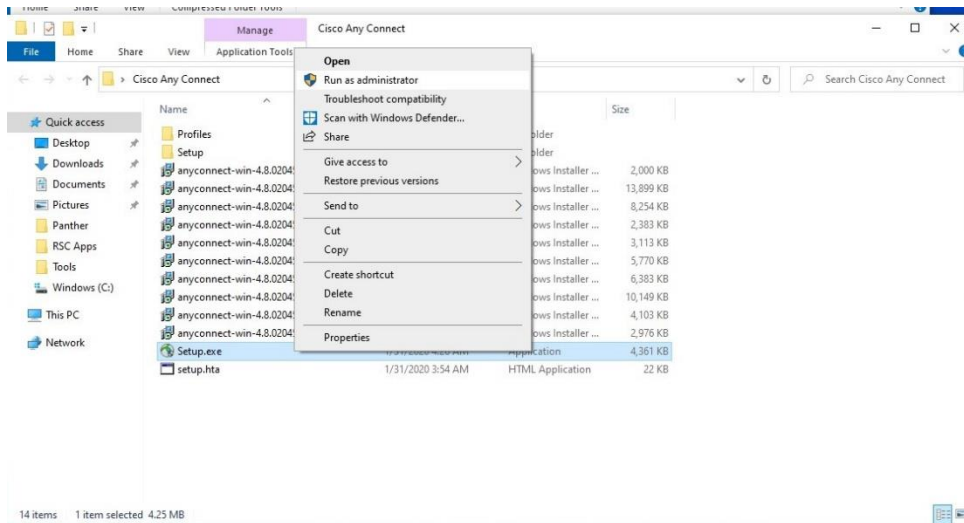 Home Share View Compressed Folder Tools
Manage Cisco Any Connect
File Home Share View Application Tools
Cisco Any Connect
Search Cisco Any Connect
Name Size
Quick access
Desktop
Downloads
Documents
Pictures
Panther
RSC Apps
Tools
Windows (C:)
This PC
Network
Open
Run as administrator
Troubleshoot compatibility
Scan with Windows Defender...
Share
Give access to
Restore previous versions
Send to
Cut
Copy
Create shortcut
Delete
Rename
Properties
Profiles
Setup
anyconnect-win-4.8.0204 ows Installer ... 2,000 KB
anyconnect-win-4.8.0204 ows Installer ... 13,899 KB
anyconnect-win-4.8.0204 ows Installer ... 8,254 KB
anyconnect-win-4.8.0204 ows Installer ... 2,383 KB
anyconnect-win-4.8.0204 ows Installer ... 3,113 KB
anyconnect-win-4.8.0204 ows Installer ... 5,770 KB
anyconnect-win-4.8.0204 ows Installer ... 6,383 KB
anyconnect-win-4.8.0204 ows Installer ... 10,149 KB
anyconnect-win-4.8.0204 ows Installer ... 4,103 KB
anyconnect-win-4.8.0204 ows Installer ... 2,976 KB
Setup.exe Application 4,361 KB
setup.hta 1/31/2020 3:54 AM HTML Application 22 KB
14 items 1 item selected 4.25 MB